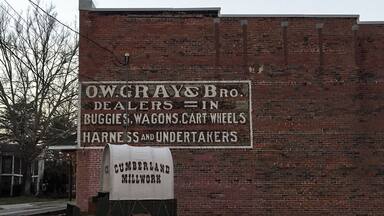 O.W. GRAY & BRO.
DEALERS = IN
BUGGIES, WAGONS, CART WHEELS
HARNESS AND UNDERTAKERS
CUMBERLAND
MILLWORK